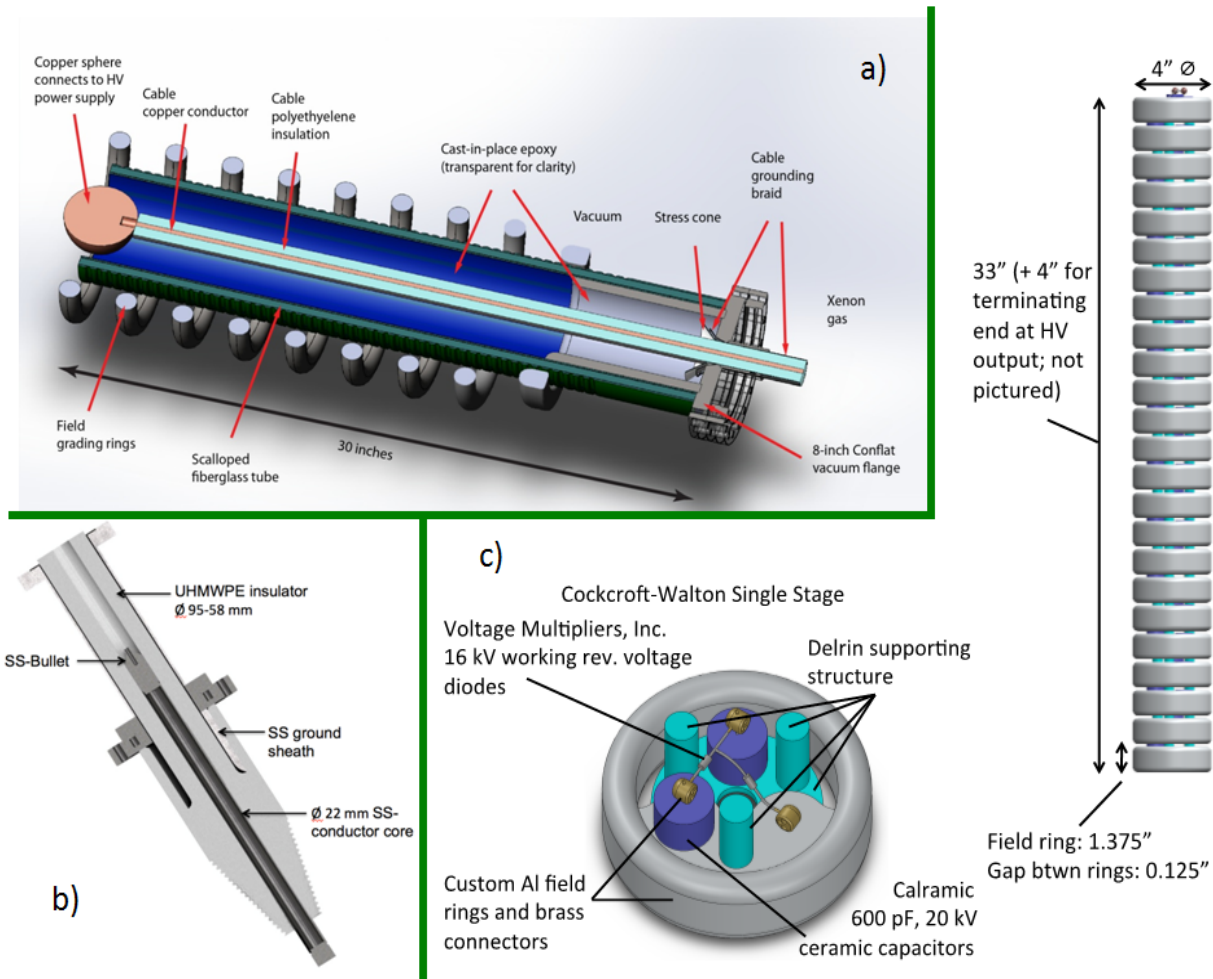 a)
Copper sphere
connects to HV
power supply
Cable
copper conductor
Cable
polyethylene
insulation
Cast-in-place epoxy
(transparent for clarity)
Vacuum
Stress cone
Cable
grounding
braid
Xenon
gas
Field
grading rings
Scalloped
fiberglass tube
30 inches
8-inch Conflat
vacuum flange
4” Ø
33” (+ 4” for
terminating
end at HV
output; not
pictured)
Field ring: 1.375”
Gap btwn rings: 0.125”
b)
UHMWPE insulator
Ø 95-58 mm
SS-Bullet
SS ground
sheath
Ø 22 mm SS-
conductor core
c)
Cockcroft-Walton Single Stage
Voltage Multipliers, Inc.
16 kV working rev. voltage
diodes
Delrin supporting
structure
Custom Al field
rings and brass
connectors
Calramic
600 pF, 20 kV
ceramic capacitors